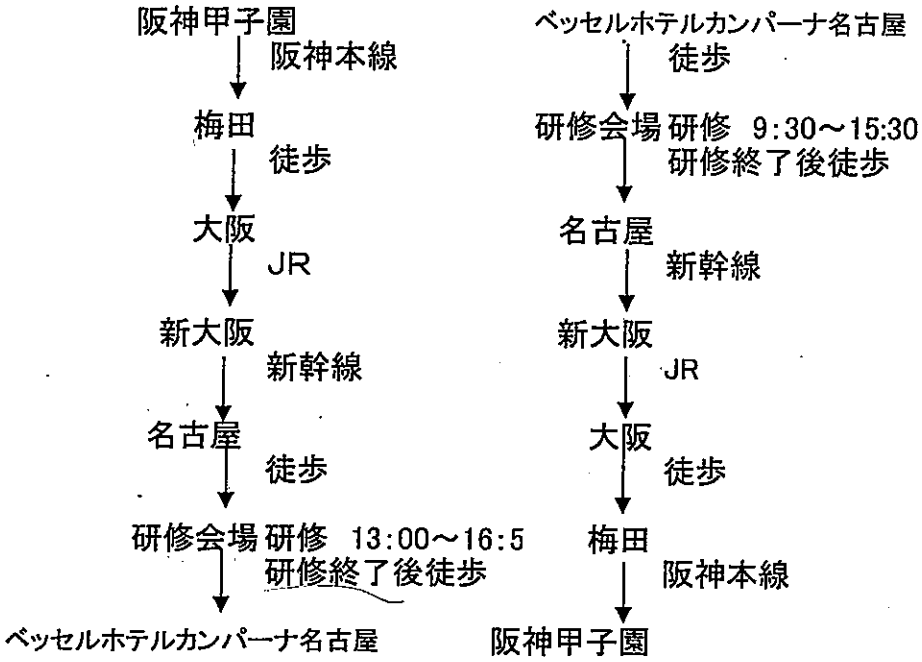 阪神甲子園
阪神本線
梅田
徒歩
大阪
JR
新大阪
新幹線
名古屋
徒歩
研修会場 研修 13:00～16:5
研修終了後徒歩
ベッセルホテルカンパーナ名古屋
ベッセルホテルカンパーナ名古屋
徒歩
研修会場 研修 9:30～15:30
研修終了後徒歩
名古屋
新幹線
新大阪
JR
大阪
徒歩
梅田
阪神本線
阪神甲子園